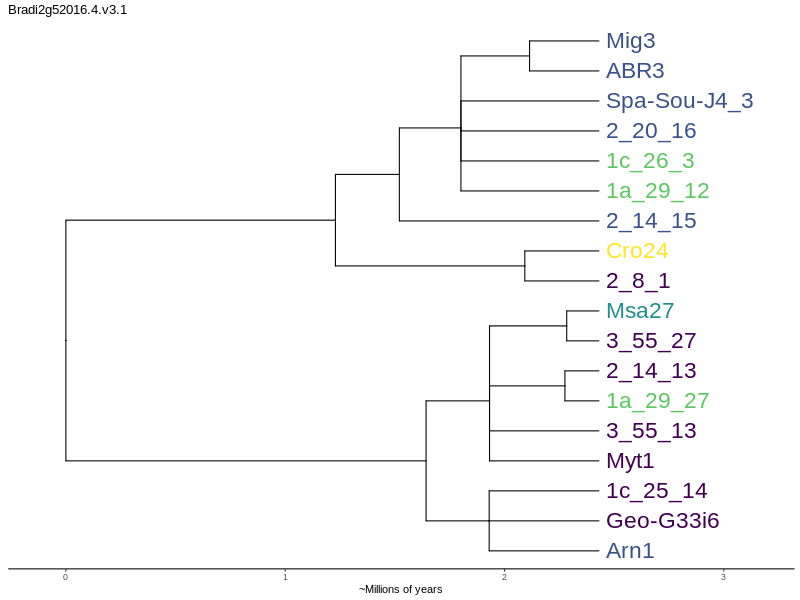 Bradi2g52016.4.v3.1
Mig3
ABR3
Spa-Sou-J4_3
2_20_16
1c_26_3
1a_29_12
2_14_15
Cro24
2_8_1
Msa27
3_55_27
2_14_13
1a_29_27
3_55_13
Myt1
1c_25_14
Geo-G33i6
Arn1
0 1 2 3
~Millions of years